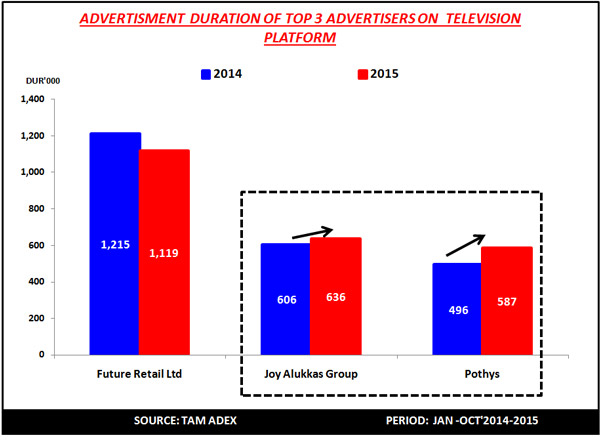 ADVERTISMENT DURATION OF TOP 3 ADVERTISERS ON TELEVISION
PLATFORM
2014 2015
DUR'000
1,400
1,200
1,000
800
600
400
200
0
1,215 1,119 606 636 496 587
Future Retail Ltd Joy Alukkas Group Pothys
SOURCE: TAM ADEX PERIOD: JAN -OCT'2014-2015